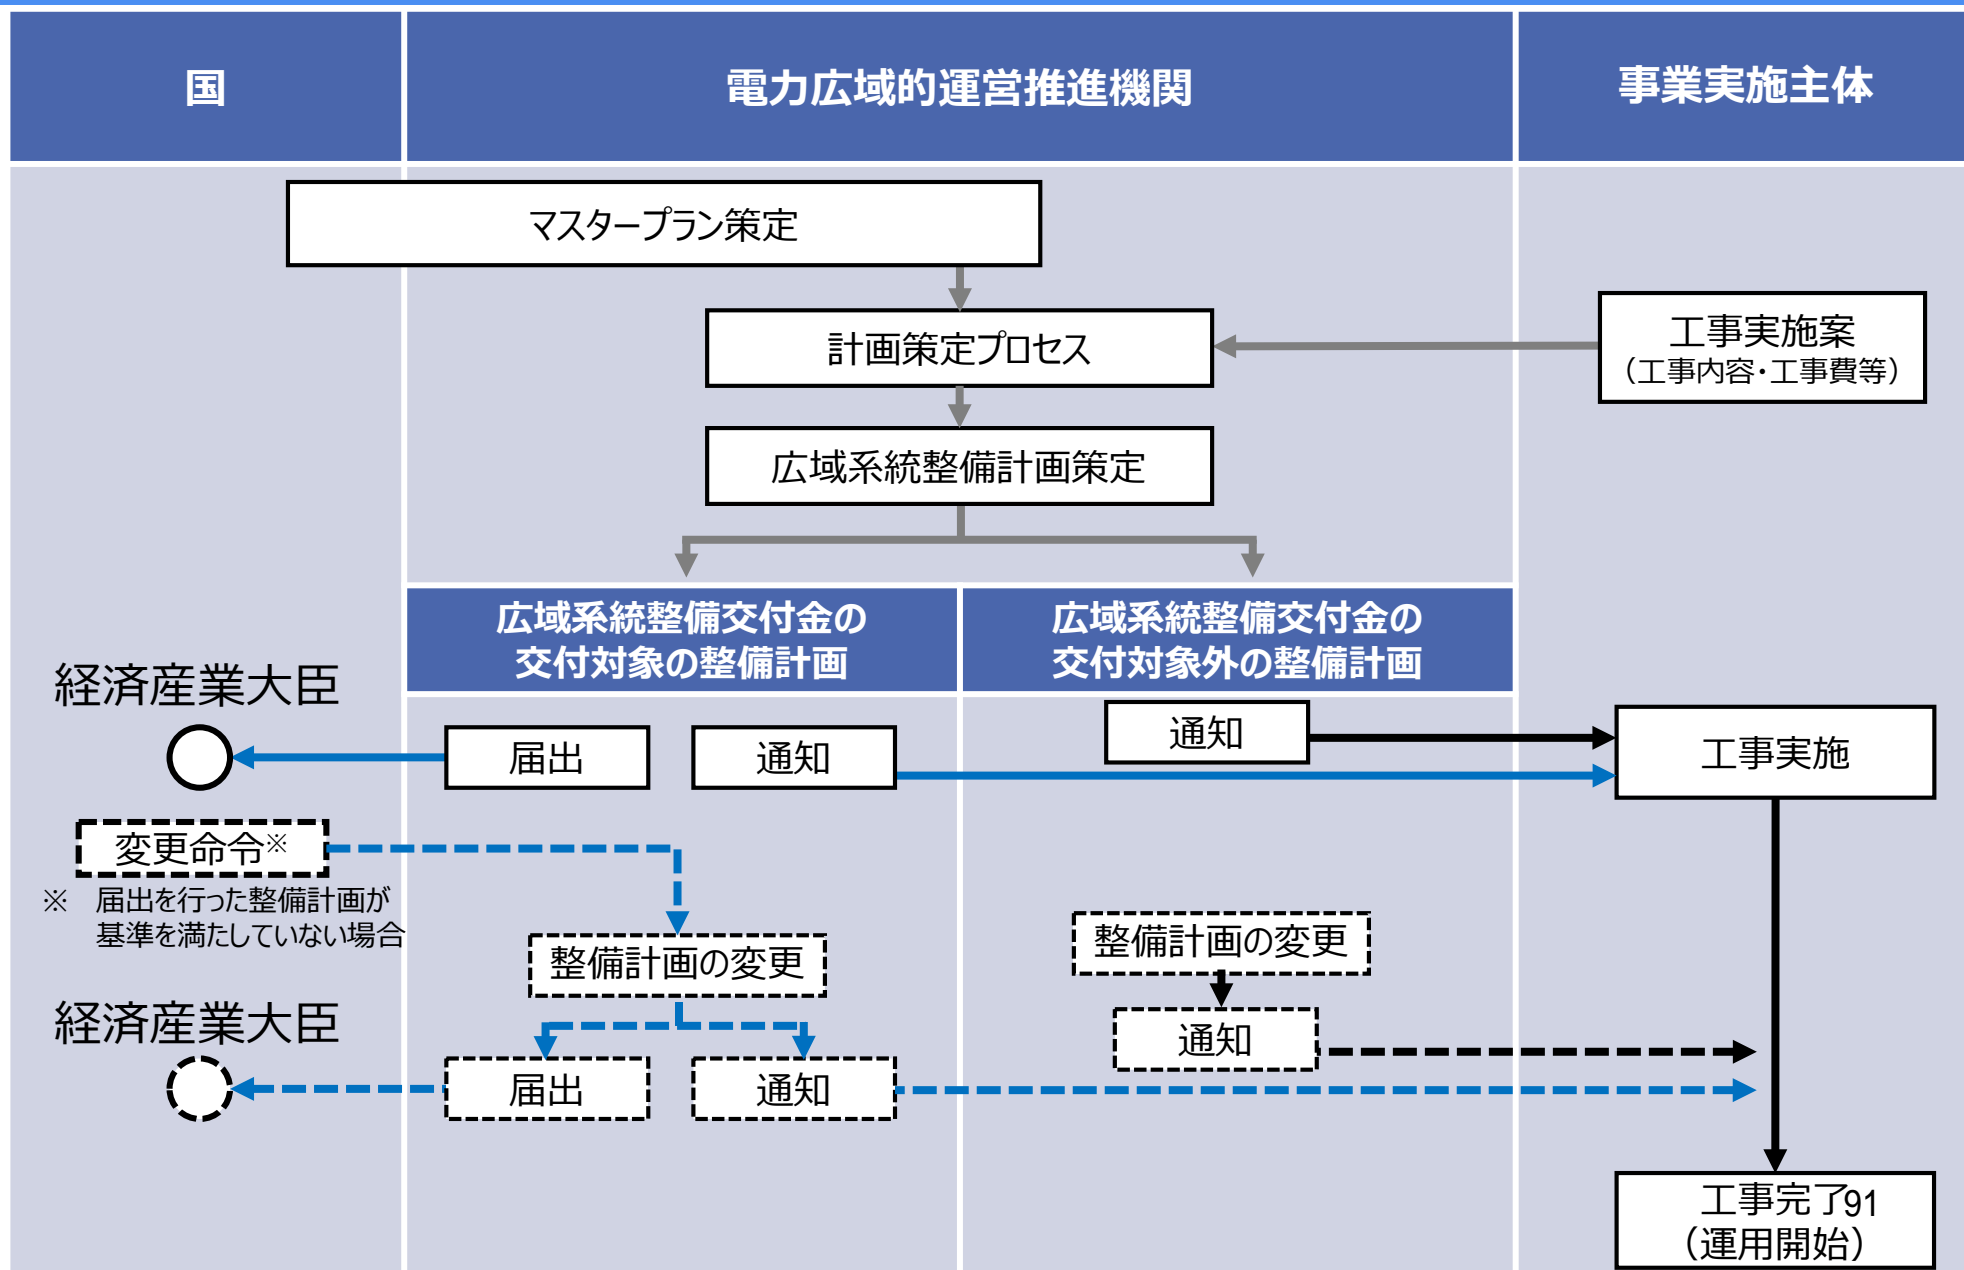 国
電力広域的運営推進機関
事業実施主体
マスタープラン策定
計画策定プロセス
工事実施案
（工事内容・工事費等）
広域系統整備計画策定
広域系統整備交付金の
交付対象の整備計画
広域系統整備交付金の
交付対象外の整備計画
経済産業大臣
届出
通知
通知
工事実施
変更命令※
※　届出を行った整備計画が
基準を満たしていない場合
整備計画の変更
整備計画の変更
経済産業大臣
届出
通知
通知
工事完了
91
（運用開始）